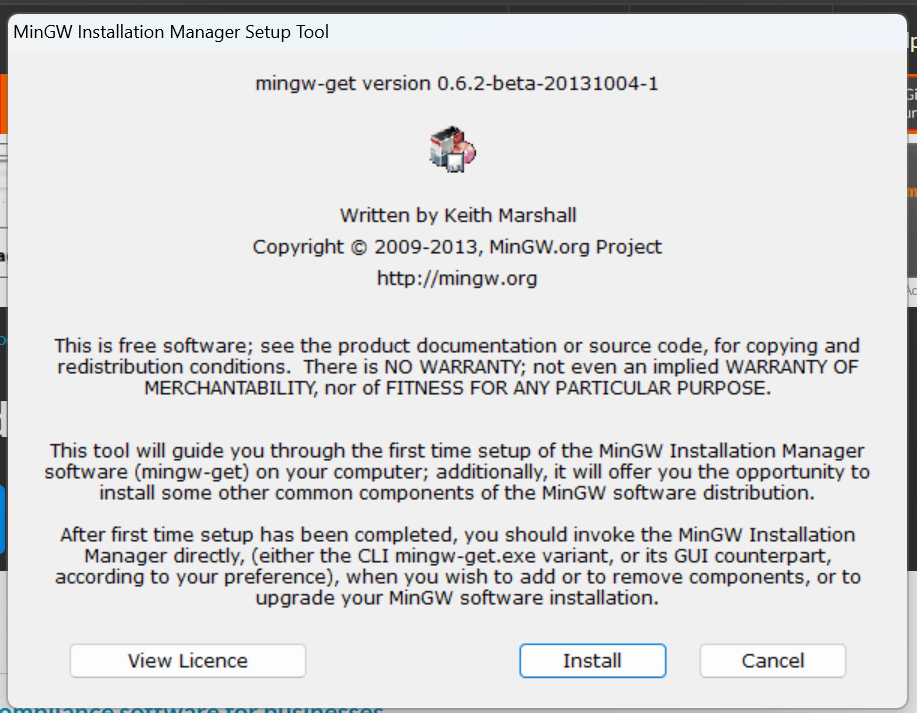 MinGW Installation Manager Setup Tool
mingw-get version 0.6.2-beta-20131004-1
Written by Keith Marshall
Copyright © 2009-2013, MinGW.org Project
http://mingw.org
This is free software; see the product documentation or source code, for copying and
redistribution conditions.  There is NO WARRANTY; not even an implied WARRANTY OF
MERCHANTABILITY, nor of FITNESS FOR ANY PARTICULAR PURPOSE.
This tool will guide you through the first time setup of the MinGW Installation Manager
software (mingw-get) on your computer; additionally, it will offer you the opportunity to
install some other common components of the MinGW software distribution.
After first time setup has been completed, you should invoke the MinGW Installation
Manager directly, (either the CLI mingw-get.exe variant, or its GUI counterpart,
according to your preference), when you wish to add or to remove components, or to
upgrade your MinGW software installation.
View Licence
Install
Cancel
software for businesses